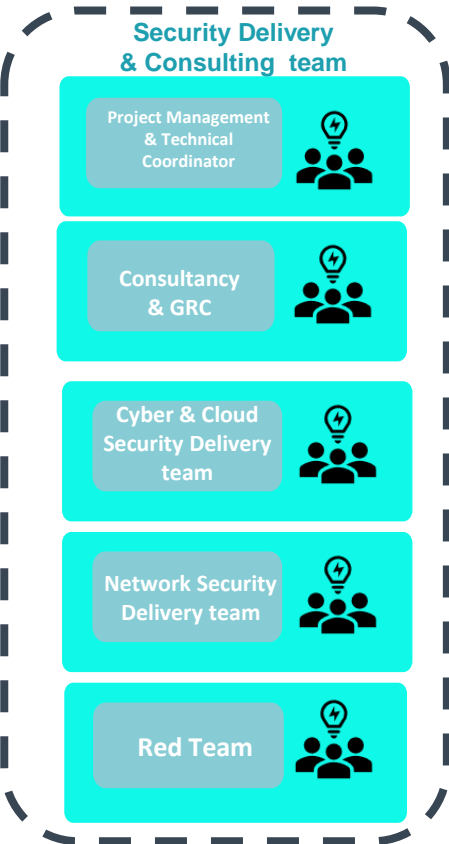 Security Delivery
& Consulting team
Project Management
& Technical
Coordinator
Consultancy
& GRC
Cyber & Cloud
Security Delivery
team
Network Security
Delivery team
Red Team